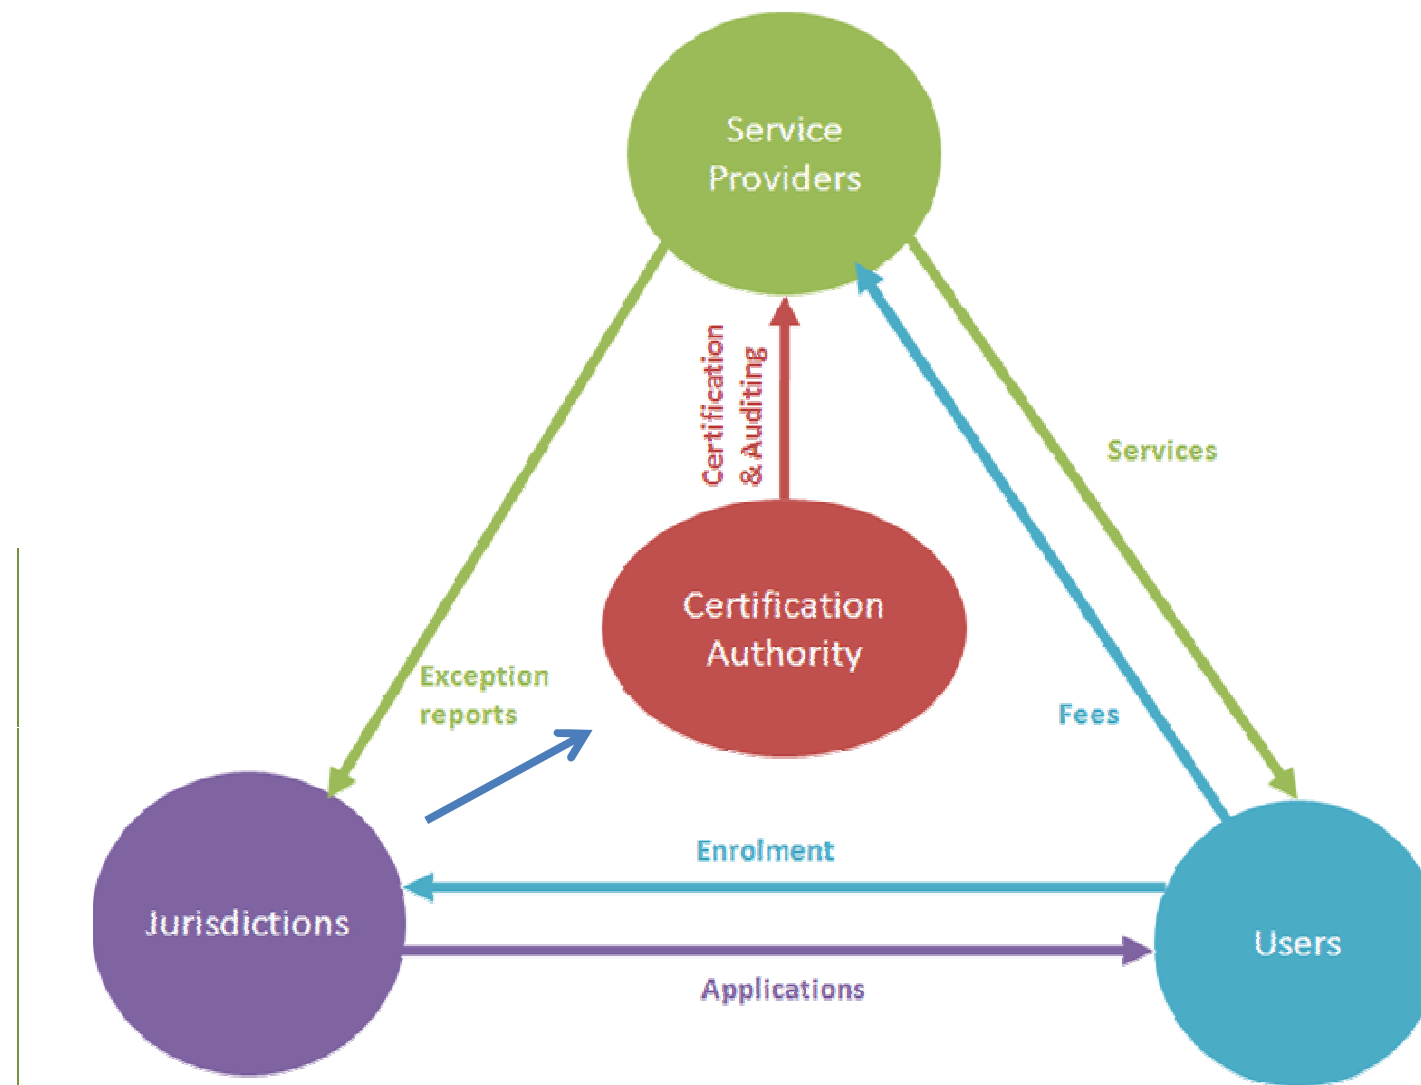 Service
Providers
Certification
& Auditing
Services
Certification
Authority
Exception
reports
Fees
Enrolment
Jurisdictions
Users
Applications